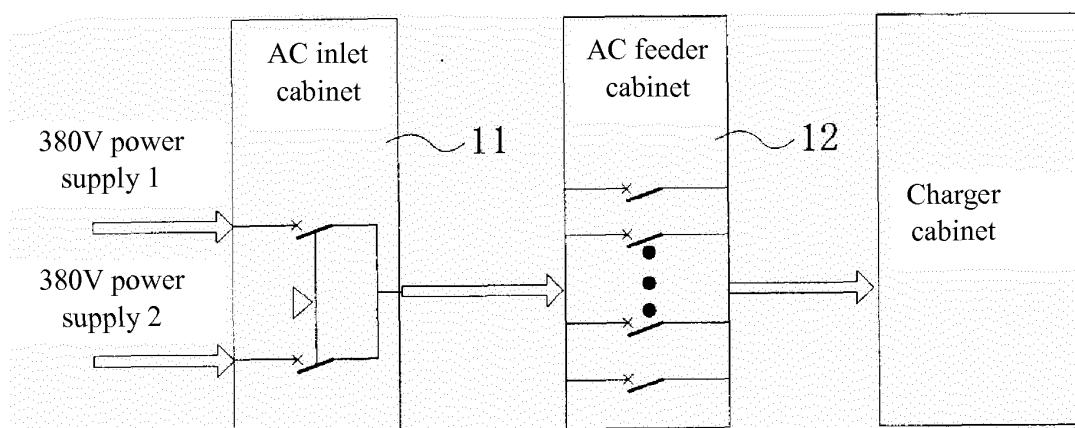 AC inlet
cabinet
AC feeder
cabinet
11
12
380V power
supply 1
Charger
cabinet
380V power
supply 2